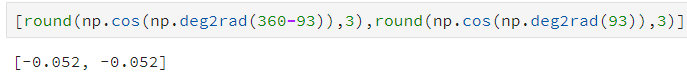 [round(np.cos(np.deg2rad(360-93)),3),round(np.cos(np.deg2rad(93)),3)]
[-0.052, -0.052]